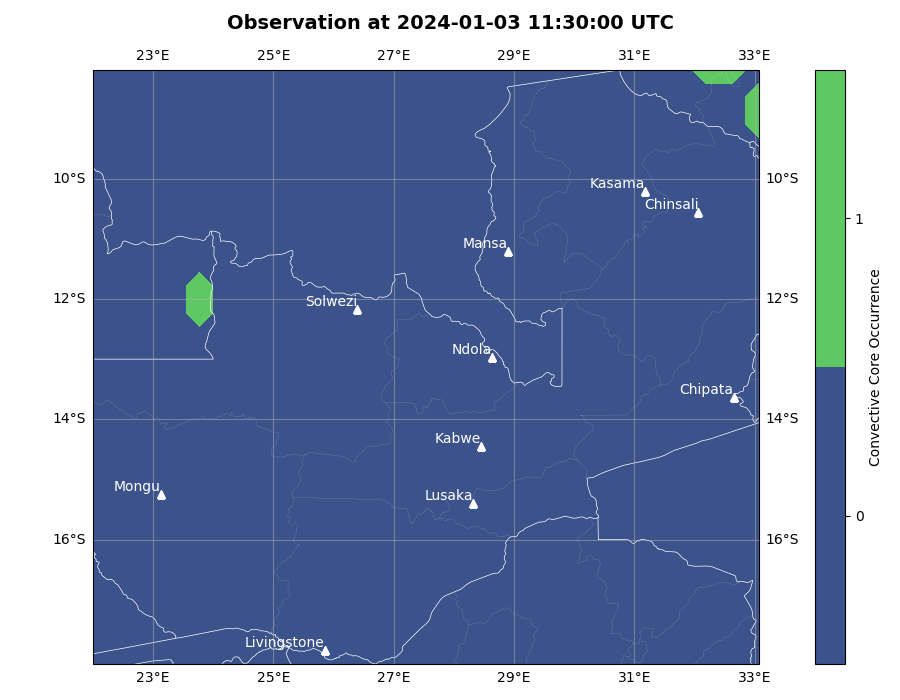 Observation at 2024-01-03 11:30:00 UTC
23°E 25°E 27°E 29°E 31°E 33°E
10°S 10°S
Kasama
Chinsali
Mansa
12°S 12°S
Solwezi
Ndola
Chipata
14°S 14°S
Kabwe
Mongu
Lusaka
16°S 16°S
Livingstone
23°E 25°E 27°E 29°E 31°E 33°E
1
0
Convective Core Occurrence